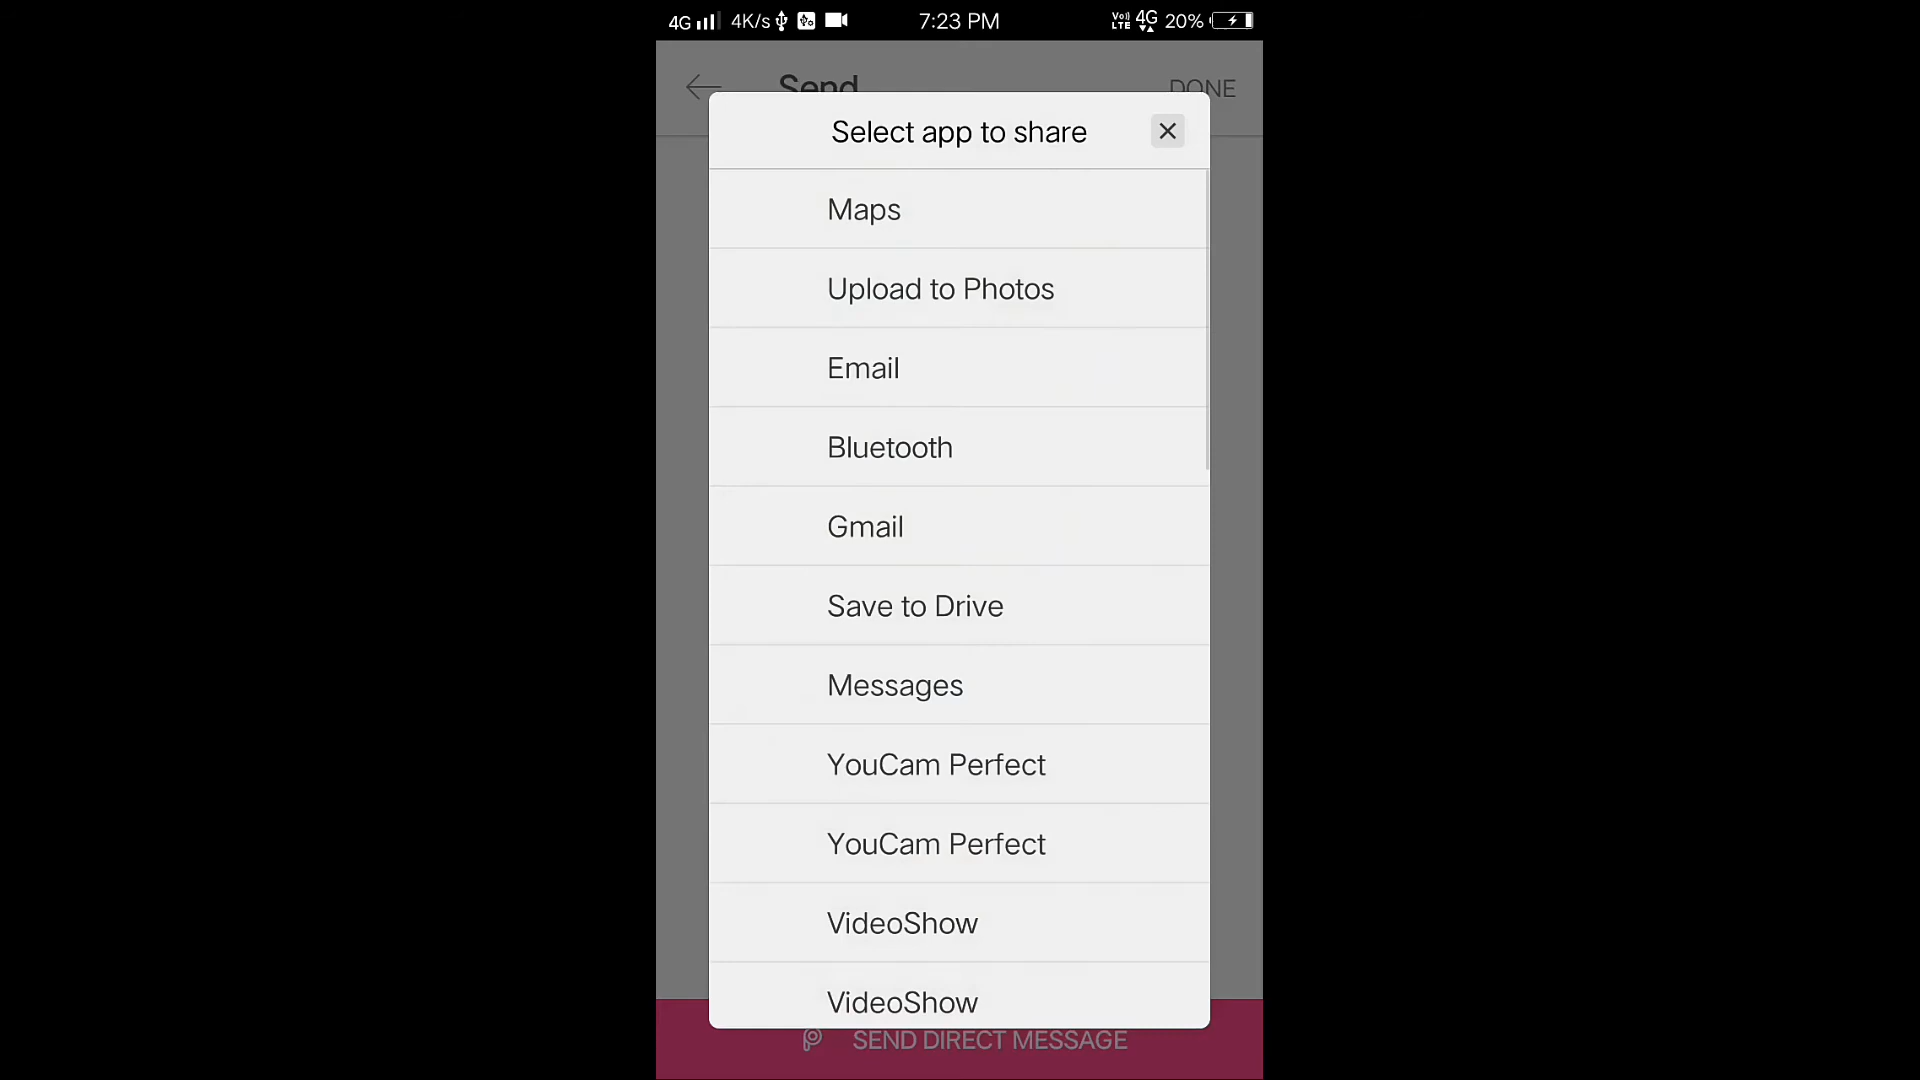 4G 4K/s 7:23 PM VoLTE 4G 20%
Send DONE
Select app to share
Maps
Upload to Photos
Email
Bluetooth
Gmail
Save to Drive
Messages
YouCam Perfect
YouCam Perfect
VideoShow
VideoShow
SEND DIRECT MESSAGE